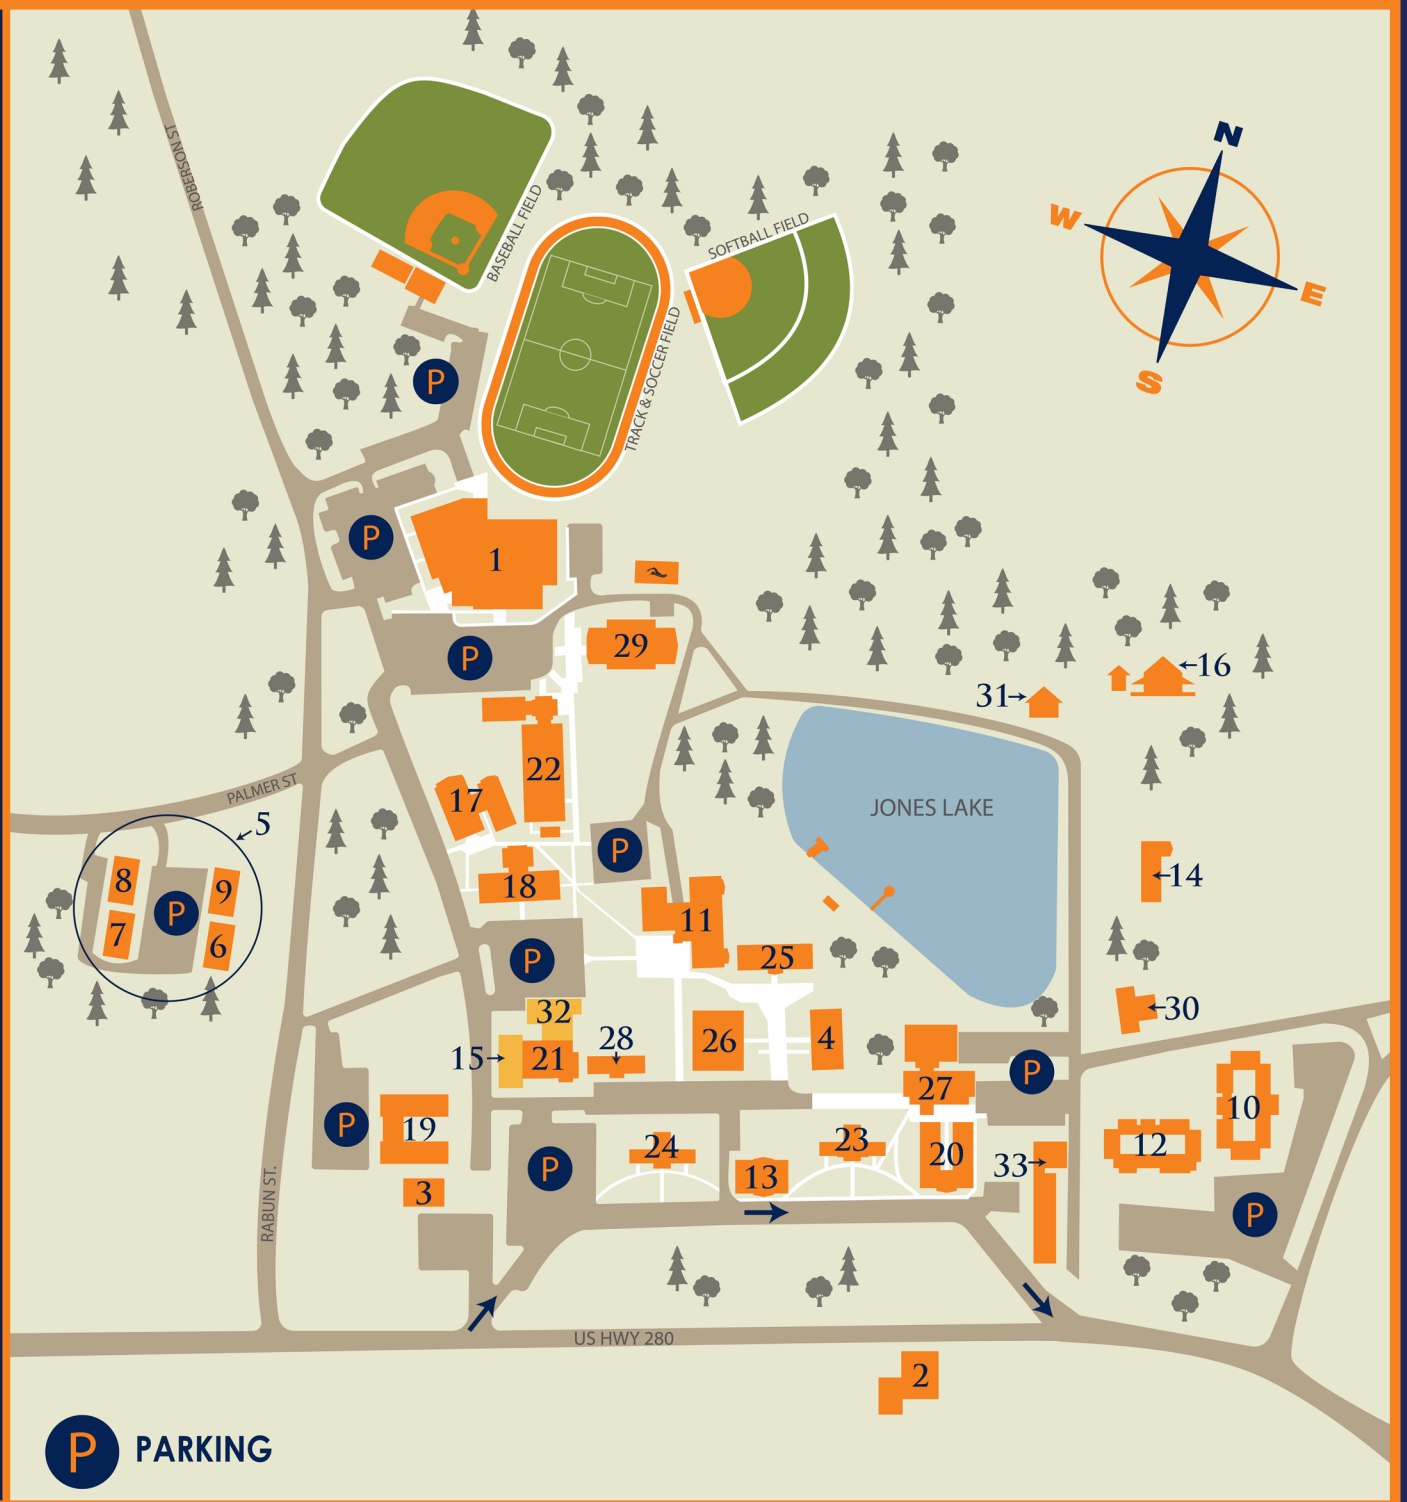 N
W
E
S
ROBERSON ST
BASEBALL FIELD
SOFTBALL FIELD
TRACK & SOCCER FIELD
P
P
1
P
29
16
31
22
17
PALMER ST
JONES LAKE
5
P
8
9
P
7
6
18
14
11
P
25
30
32
28
26
4
15
21
P
27
10
P
19
24
23
12
20
33
P
13
3
RABUN ST.
P
US HWY 280
2
P PARKING